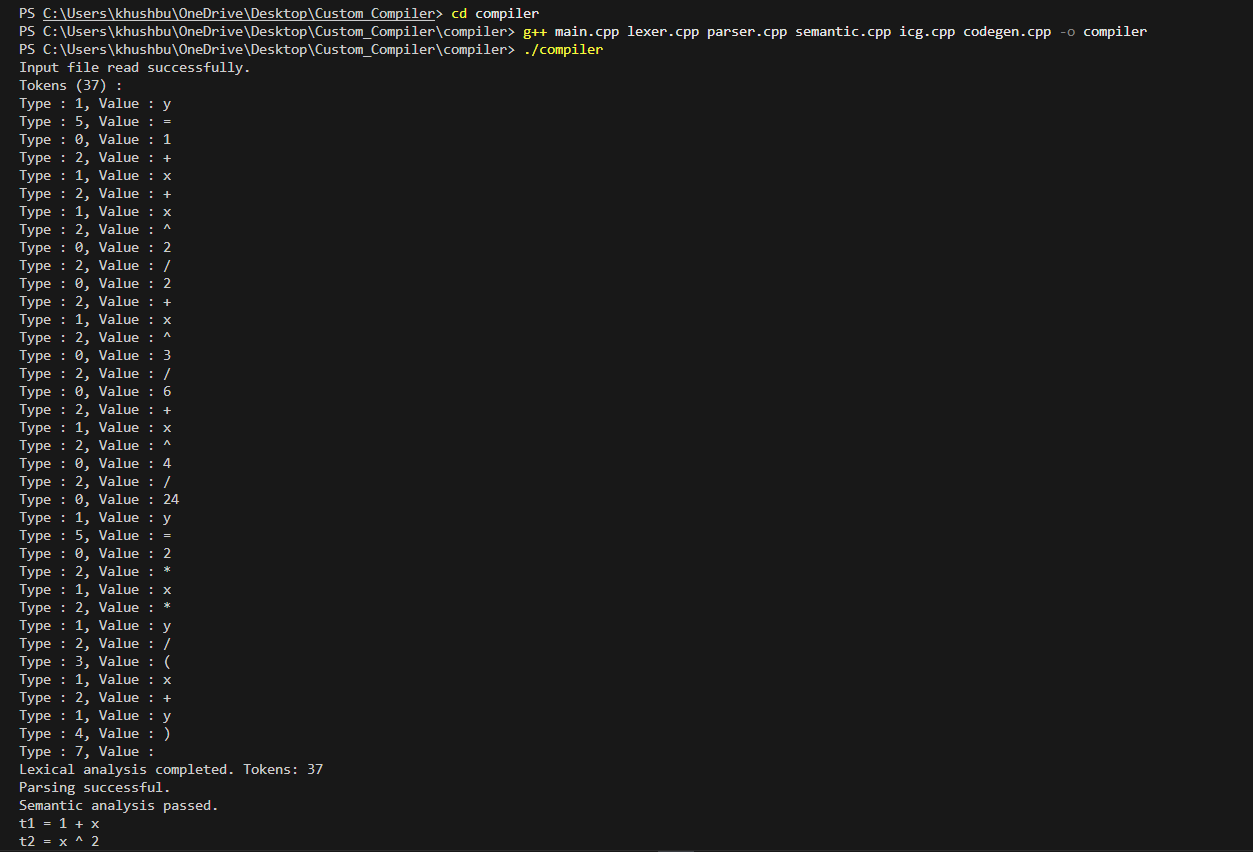 PS C:\Users\khushbu\OneDrive\Desktop\Custom_Compiler> cd compiler
PS C:\Users\khushbu\OneDrive\Desktop\Custom_Compiler\compiler> g++ main.cpp lexer.cpp parser.cpp semantic.cpp icg.cpp codegen.cpp -o compiler
PS C:\Users\khushbu\OneDrive\Desktop\Custom_Compiler\compiler> ./compiler
Input file read successfully.
Tokens (37) :
Type : 1, Value : y
Type : 5, Value : =
Type : 0, Value : 1
Type : 2, Value : +
Type : 1, Value : x
Type : 2, Value : +
Type : 1, Value : x
Type : 2, Value : ^
Type : 0, Value : 2
Type : 2, Value : /
Type : 0, Value : 2
Type : 2, Value : +
Type : 1, Value : x
Type : 2, Value : ^
Type : 0, Value : 3
Type : 2, Value : /
Type : 0, Value : 6
Type : 2, Value : +
Type : 1, Value : x
Type : 2, Value : ^
Type : 0, Value : 4
Type : 2, Value : /
Type : 0, Value : 24
Type : 1, Value : y
Type : 5, Value : =
Type : 0, Value : 2
Type : 2, Value : *
Type : 1, Value : x
Type : 2, Value : *
Type : 1, Value : y
Type : 2, Value : /
Type : 3, Value : (
Type : 1, Value : x
Type : 2, Value : +
Type : 1, Value : y
Type : 4, Value : )
Type : 7, Value :
Lexical analysis completed. Tokens: 37
Parsing successful.
Semantic analysis passed.
t1 = 1 + x
t2 = x ^ 2